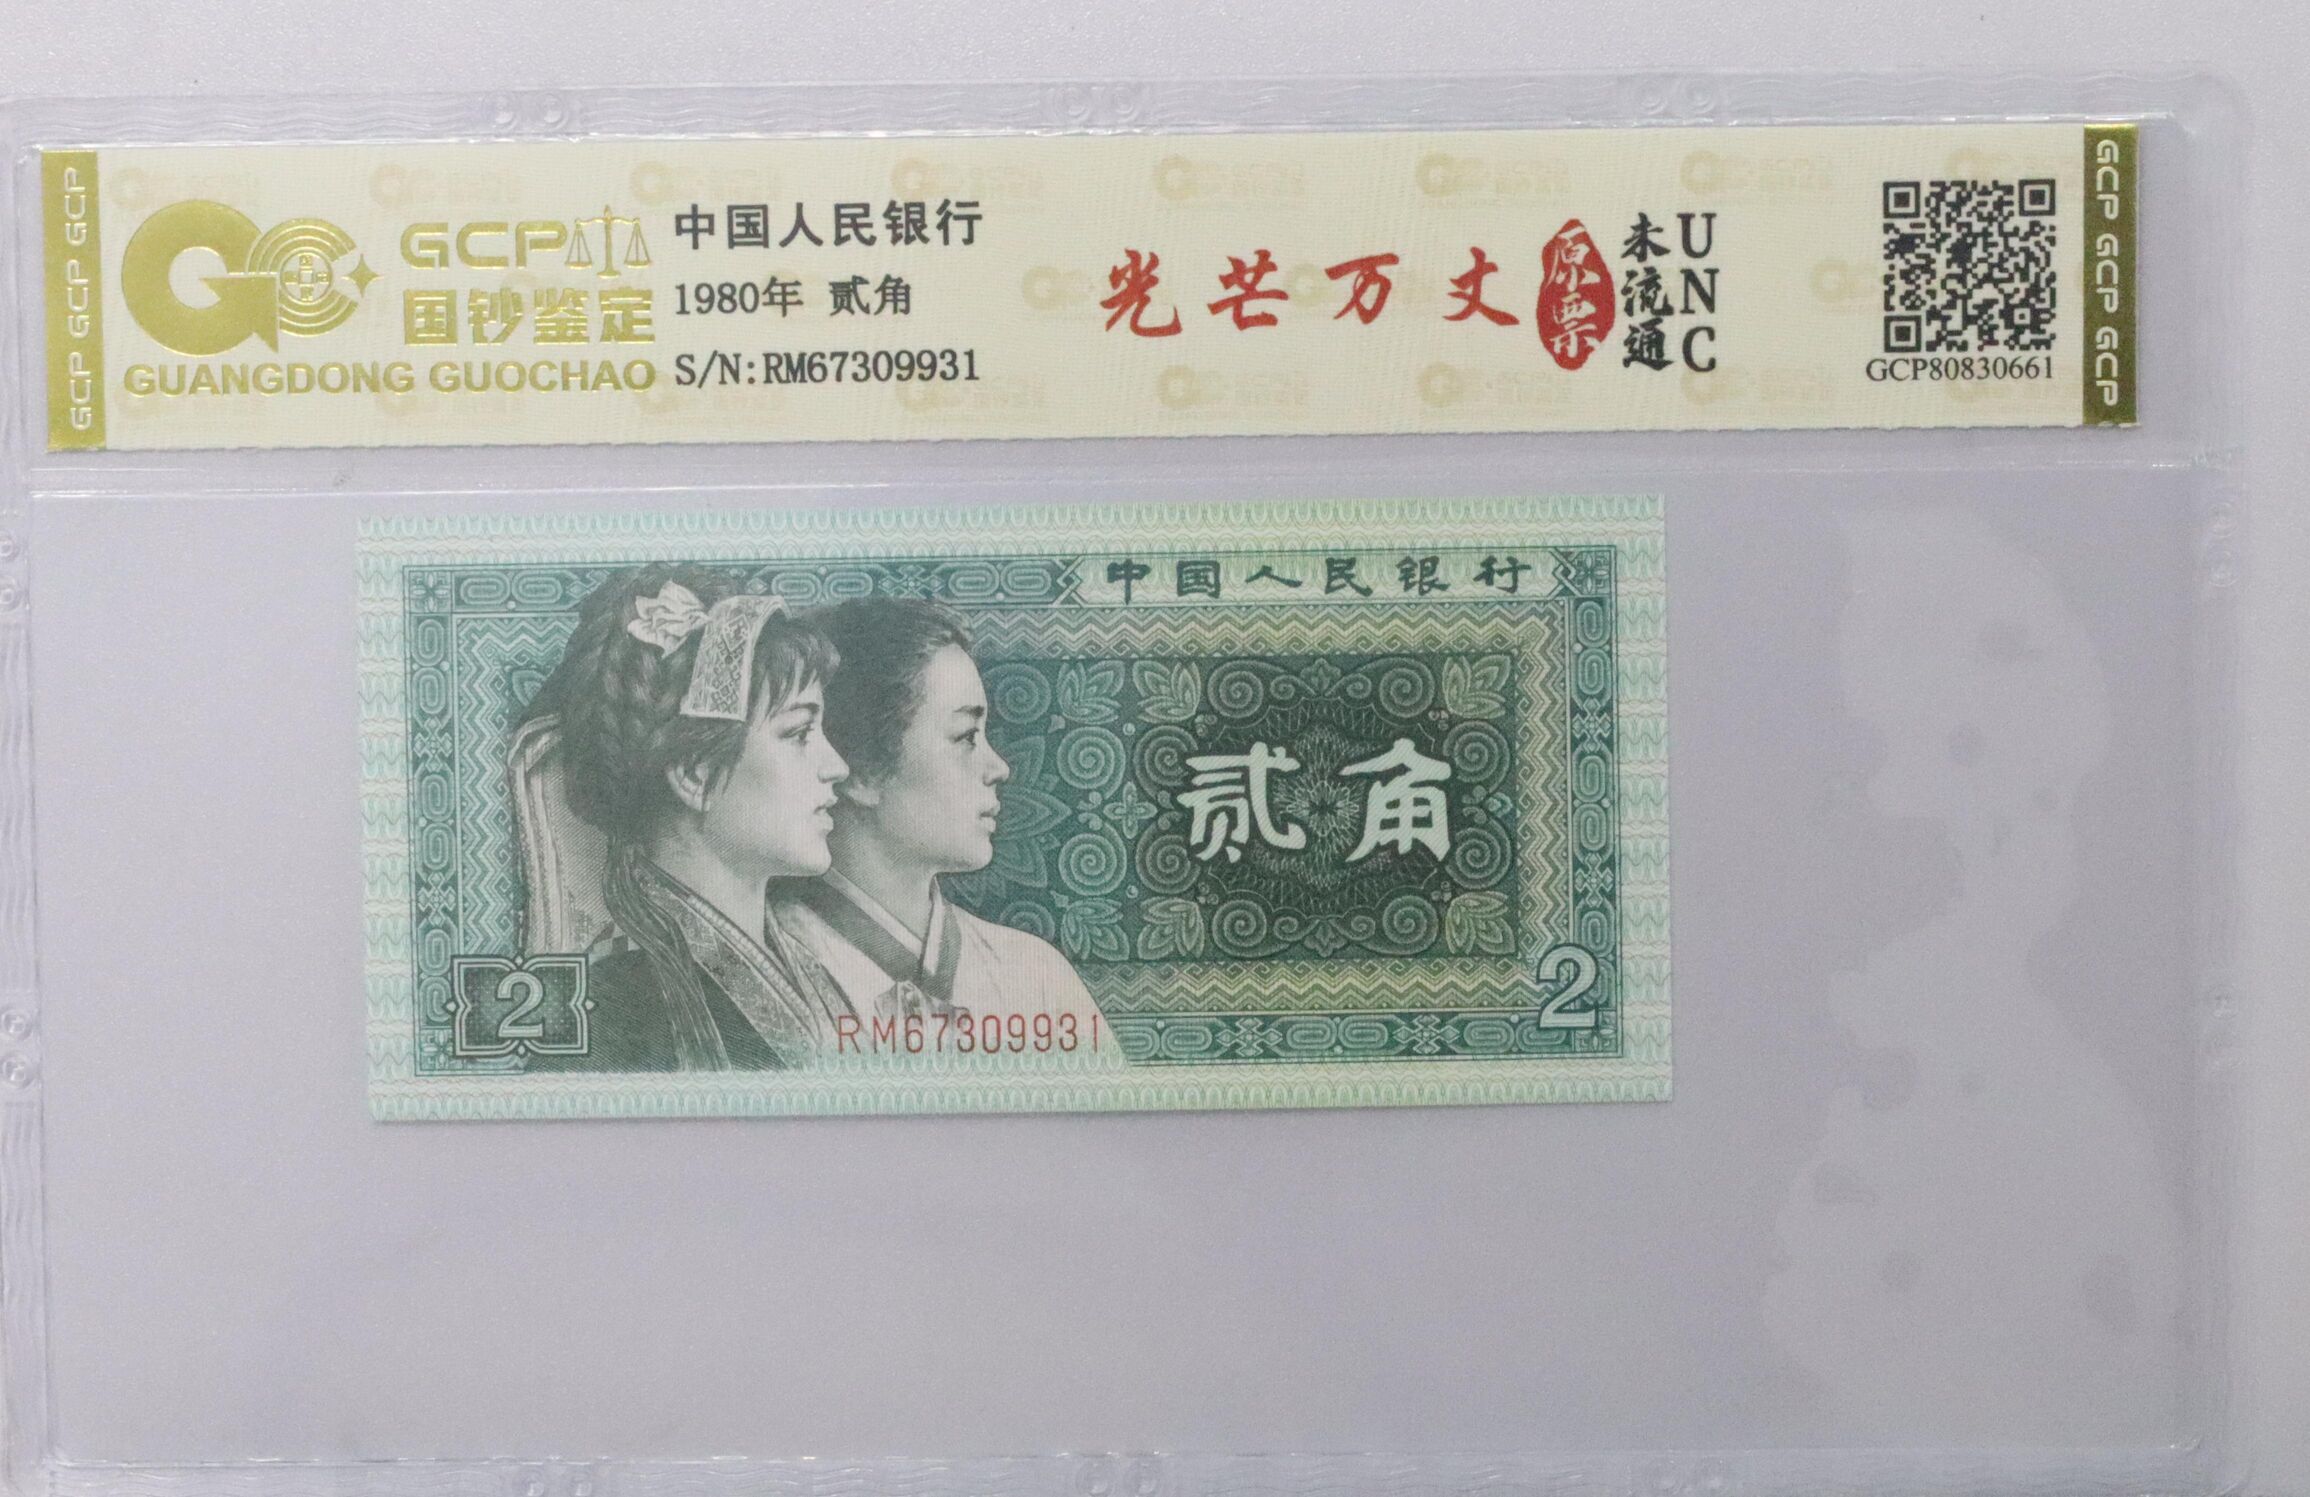 GCP GCP GCP
GCP
国钞鉴定
GUANGDONG GUOCHAO
中国人民银行
1980年 贰角
S/N:RM67309931
光芒万丈
原票
未流通
UNC
GCP80830661
GCP GCP GCP
中国人民银行
贰角
2
2
RM67309931